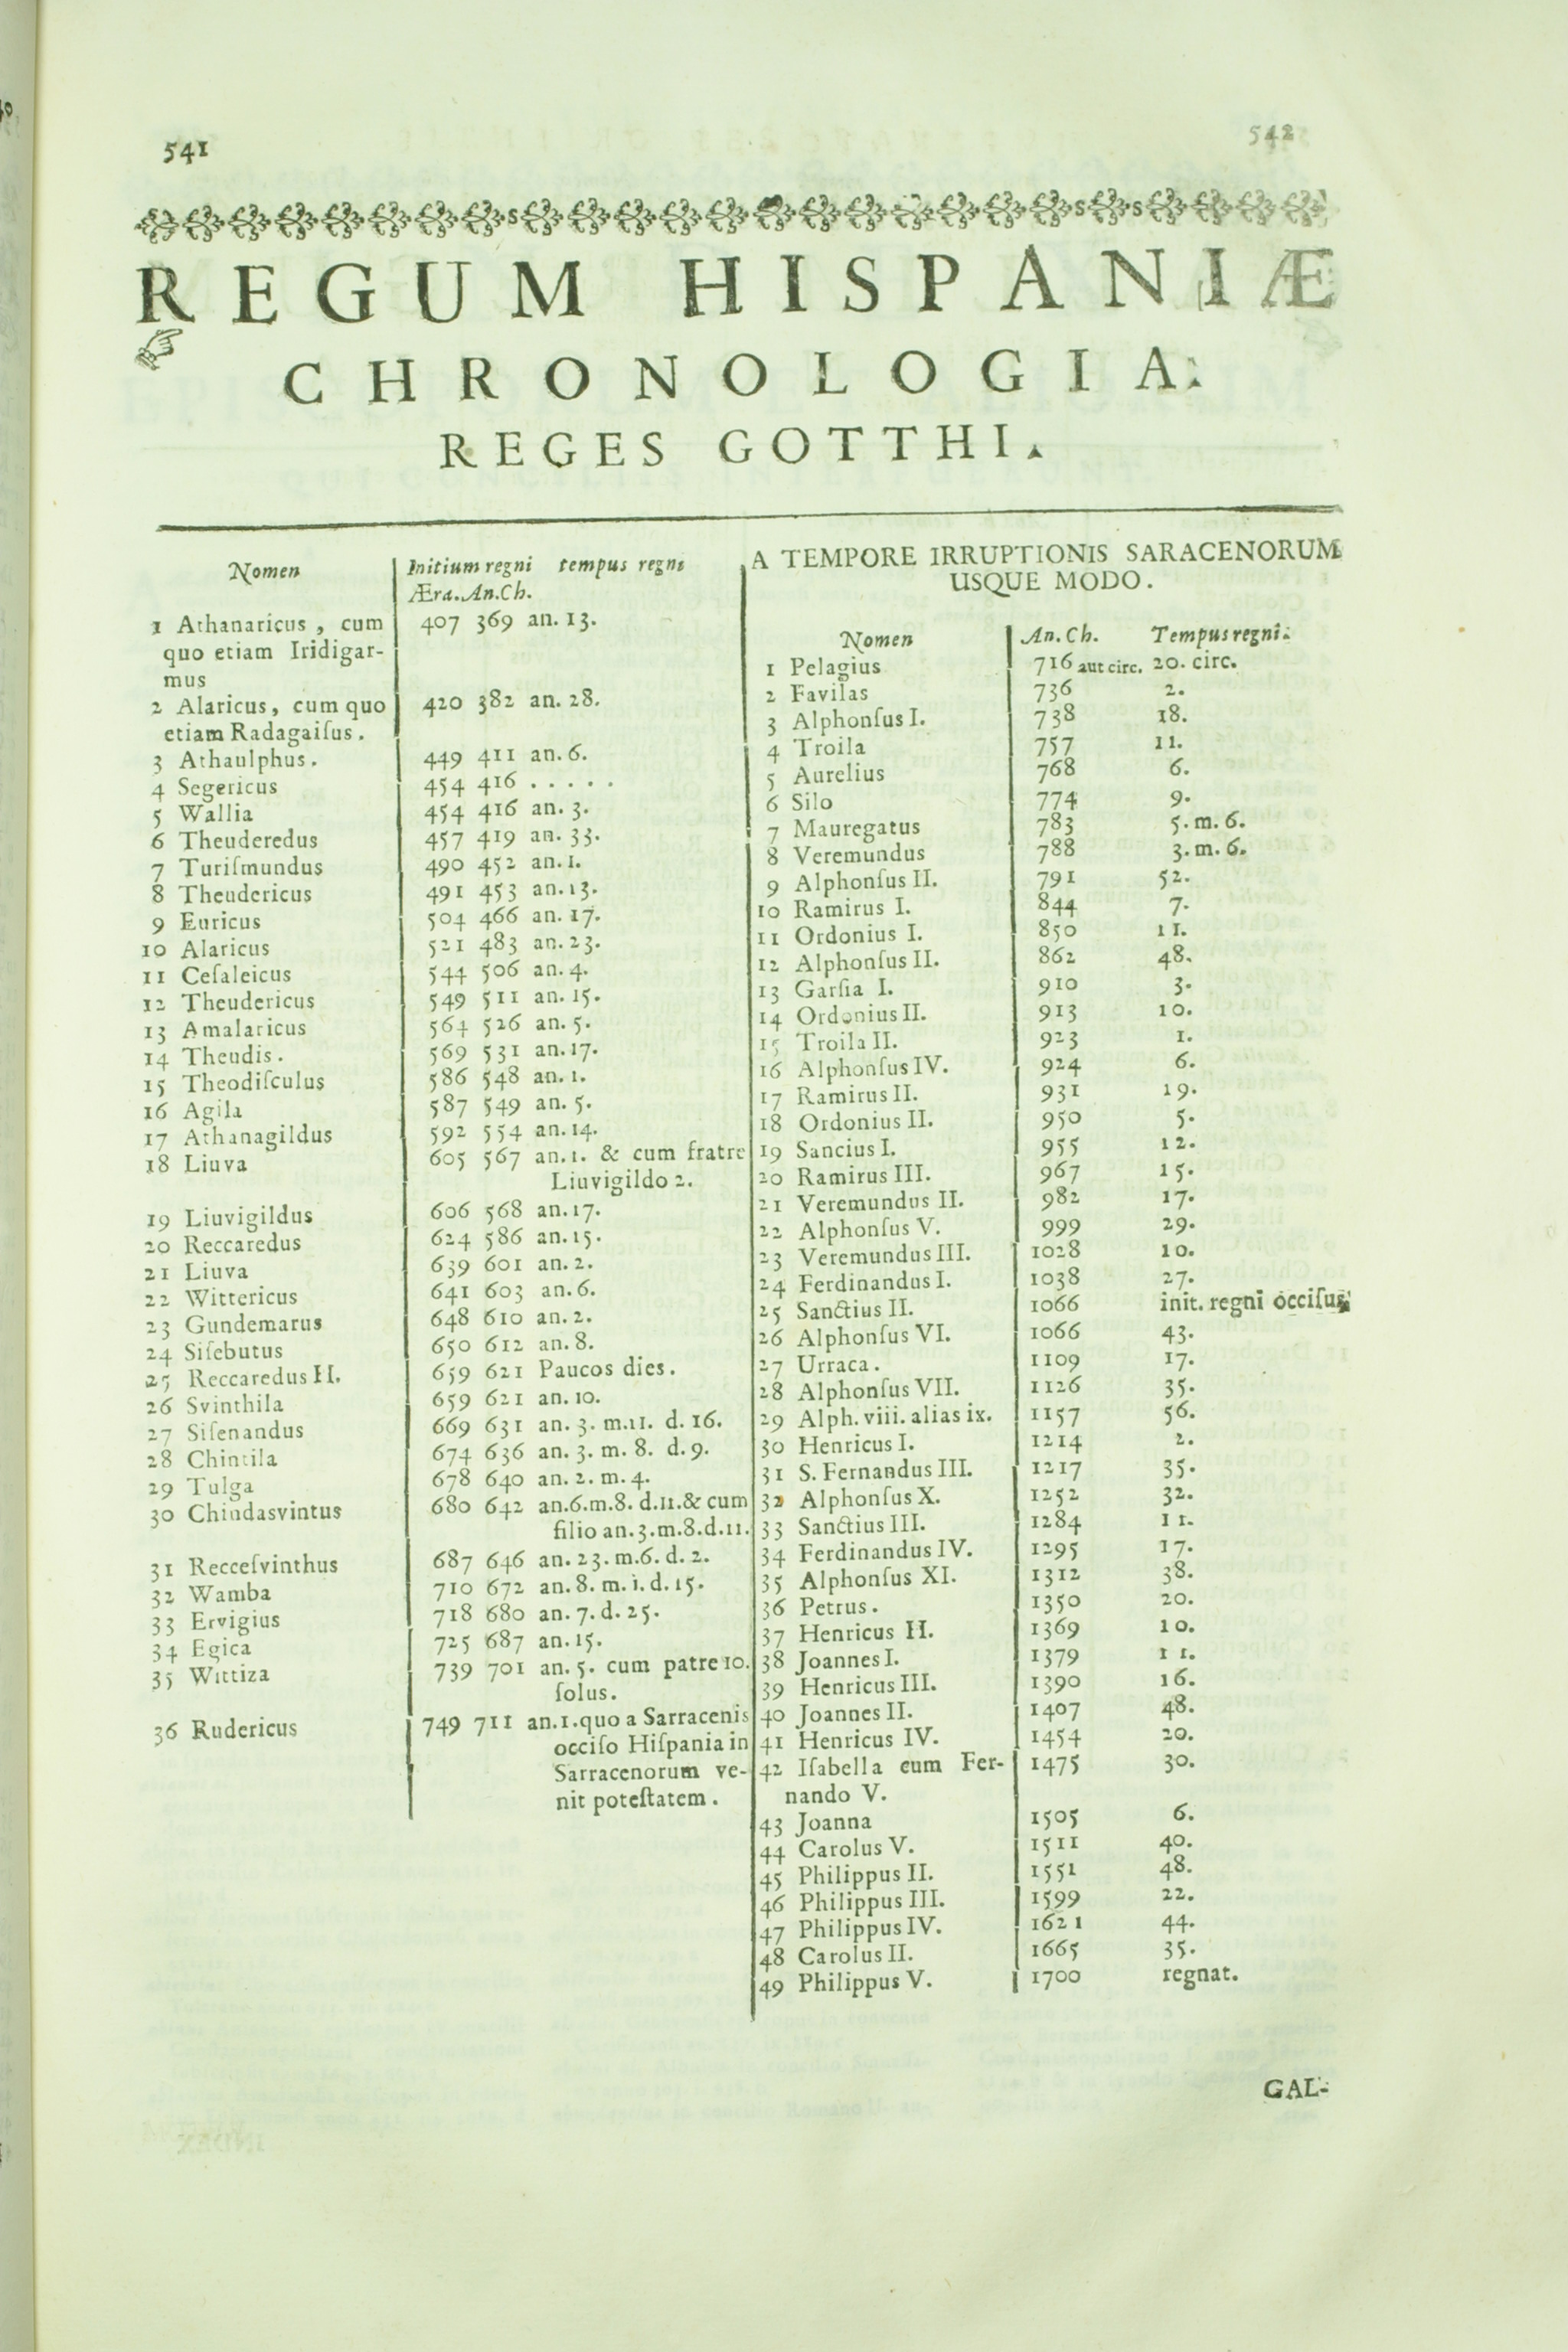 541
542
REGUM HISPANIÆ
CHRONOLOGIA.
REGES GOTTHI.
Nomen Initium regni tempus regni
Æra. An. Ch.
1 Athanaricus, cum 407 369 an. 13.
quo etiam Iridigar-
mus
2 Alaricus, cum quo 420 382 an. 28.
etiam Radagaiſus.
3 Athaulphus. 449 411 an. 6.
4 Segericus 454 416 . . . . .
5 Wallia 454 416 an. 3.
6 Theuderedus 457 419 an. 33.
7 Turiſmundus 490 452 an. 1.
8 Theudericus 491 453 an. 13.
9 Euricus 504 466 an. 17.
10 Alaricus 521 483 an. 23.
11 Ceſaleicus 544 506 an. 4.
12 Theudericus 549 511 an. 15.
13 Amalaricus 564 526 an. 5.
14 Theudis. 569 531 an. 17.
15 Theodiſculus 586 548 an. 1.
16 Agila 587 549 an. 5.
17 Athanagildus 592 554 an. 14.
18 Liuva 605 567 an. 1. & cum fratre
Liuvigildo 2.
19 Liuvigildus 606 568 an. 17.
20 Reccaredus 624 586 an. 15.
21 Liuva 639 601 an. 2.
22 Wittericus 641 603 an. 6.
23 Gundemarus 648 610 an. 2.
24 Siſebutus 650 612 an. 8.
25 Reccaredus II. 659 621 Paucos dies.
26 Svinthila 659 621 an. 10.
27 Siſenandus 669 631 an. 3. m. 11. d. 16.
28 Chintila 674 636 an. 3. m. 8. d. 9.
29 Tulga 678 640 an. 2. m. 4.
30 Chindasvintus 680 642 an. 6. m. 8. d. 11. & cum
filio an. 3. m. 8. d. 11.
31 Recceſvinthus 687 646 an. 23. m. 6. d. 2.
32 Wamba 710 672 an. 8. m. 1. d. 15.
33 Ervigius 718 680 an. 7. d. 25.
34 Egica 725 687 an. 15.
35 Wittiza 739 701 an. 5. cum patre 10.
ſolus.
36 Rudericus 749 711 an. 1. quo a Sarracenis
occiſo Hiſpania in
Sarracenorum ve-
nit poteſtatem.
A TEMPORE IRRUPTIONIS SARACENORUM
USQUE MODO.
Nomen An. Ch. Tempus regni.
1 Pelagius 716 aut circ. 20. circ.
2 Favilas 736 2.
3 Alphonſus I. 738 18.
4 Troila 757 11.
5 Aurelius 768 6.
6 Silo 774 9.
7 Mauregatus 783 5. m. 6.
8 Veremundus 788 3. m. 6.
9 Alphonſus II. 791 52.
10 Ramirus I. 844 7.
11 Ordonius I. 850 11.
12 Alphonſus II. 862 48.
13 Garſia I. 910 3.
14 Ordonius II. 913 10.
15 Troila II. 923 1.
16 Alphonſus IV. 924 6.
17 Ramirus II. 931 19.
18 Ordonius II. 950 5.
19 Sancius I. 955 12.
20 Ramirus III. 967 15.
21 Veremundus II. 982 17.
22 Alphonſus V. 999 29.
23 Veremundus III. 1028 10.
24 Ferdinandus I. 1038 27.
25 Sanctius II. 1066 init. regni occiſus
26 Alphonſus VI. 1066 43.
27 Urraca. 1109 17.
28 Alphonſus VII. 1126 35.
29 Alph. viii. alias ix. 1157 56.
30 Henricus I. 1214 2.
31 S. Fernandus III. 1217 35.
32 Alphonſus X. 1252 32.
33 Sanctius III. 1284 11.
34 Ferdinandus IV. 1295 17.
35 Alphonſus XI. 1312 38.
36 Petrus. 1350 20.
37 Henricus II. 1369 10.
38 Joannes I. 1379 11.
39 Henricus III. 1390 16.
40 Joannes II. 1407 48.
41 Henricus IV. 1454 20.
42 Iſabella cum Fer- 1475 30.
nando V.
43 Joanna 1505 6.
44 Carolus V. 1511 40.
45 Philippus II. 1551 48.
46 Philippus III. 1599 22.
47 Philippus IV. 1621 44.
48 Carolus II. 1665 35.
49 Philippus V. 1700 regnat.
GAL-